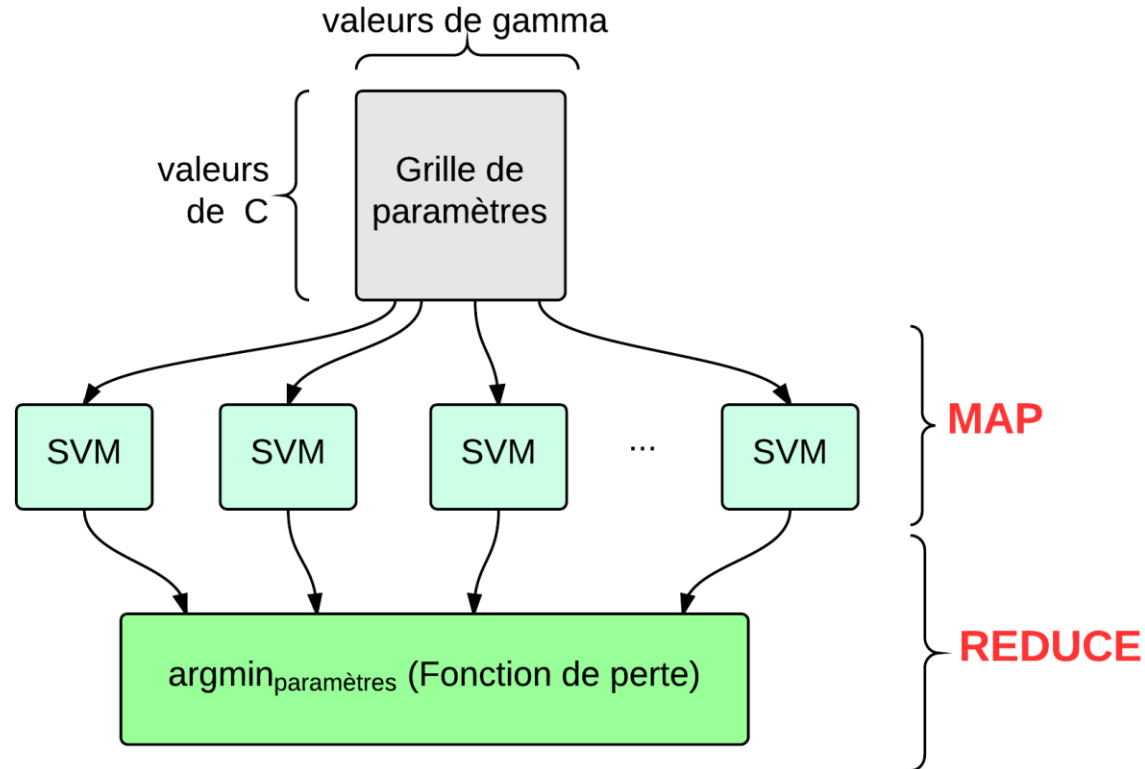 valeurs de gamma
valeurs
de C
Grille de
paramètres
SVM
SVM
SVM
...
SVM
MAP
argminparamètres (Fonction de perte)
REDUCE